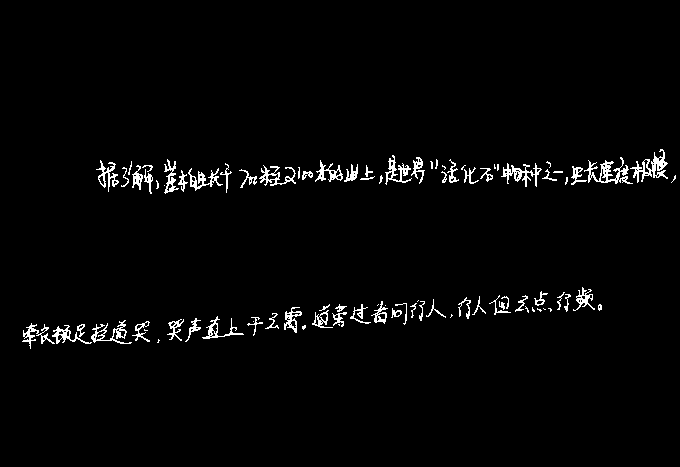 据了解,崖柏生长于700米至2100米的山上,是世界"活化石"物种之一,生长速度极慢,
牵衣顿足拦道哭,哭声直上干云霄。道旁过者问行人,行人但云点行频。